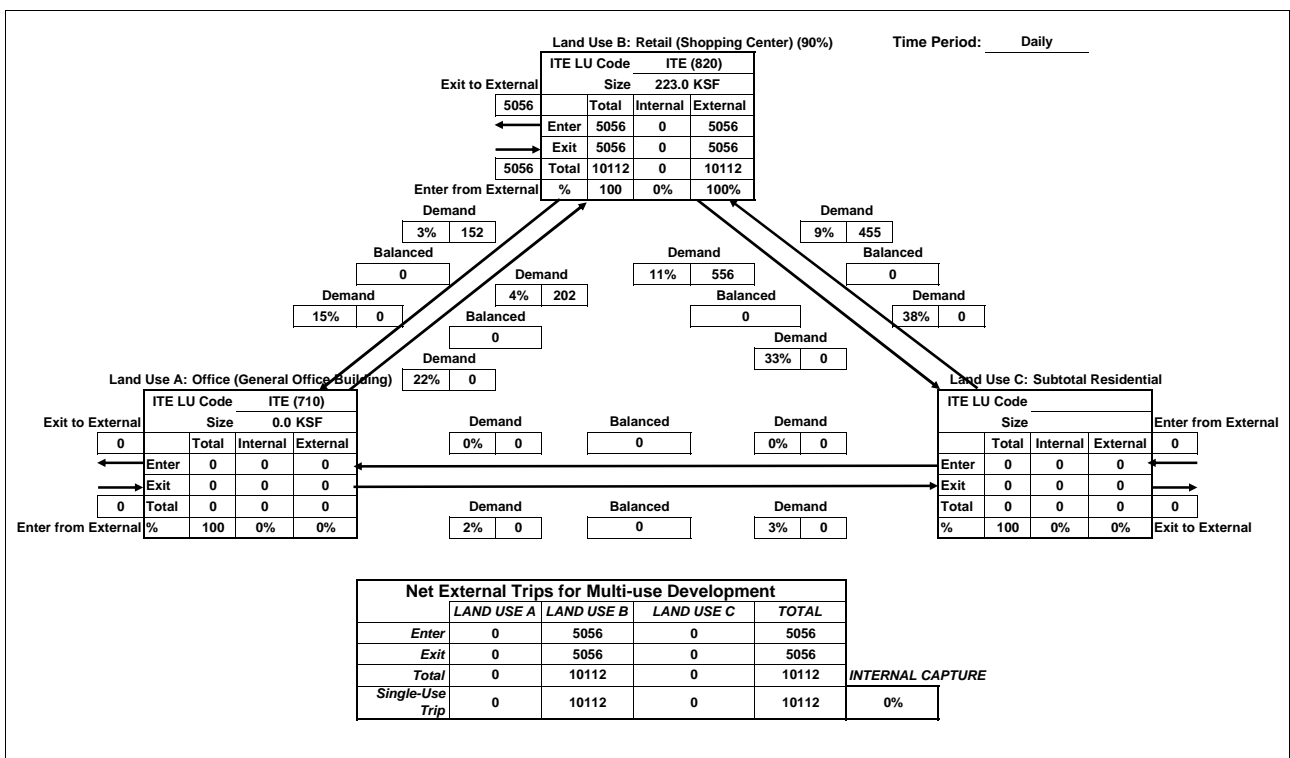 Land Use B: Retail (Shopping Center) (90%)
Time Period: Daily
ITE LU Code ITE (820)
Exit to External Size 223.0 KSF
5056 Total Internal External
Enter 5056 0 5056
Exit 5056 0 5056
5056 Total 10112 0 10112
Enter from External % 100 0% 100%
Demand Demand
3% 152 9% 455
Balanced Demand Balanced
0 Demand 11% 556 0
Demand 4% 202 Balanced Demand
15% 0 Balanced 0 38% 0
0 Demand
Demand 33% 0
Land Use A: Office (General Office Building) 22% 0 Land Use C: Subtotal Residential
ITE LU Code ITE (710) ITE LU Code
Exit to External Size 0.0 KSF Demand Balanced Demand Size Enter from External
0 Total Internal External 0% 0 0 0% 0 Total Internal External 0
Enter 0 0 0 Enter 0 0 0
Exit 0 0 0 Exit 0 0 0
0 Total 0 0 0 Demand Balanced Demand Total 0 0 0 0
Enter from External % 100 0% 0% 2% 0 0 3% 0 % 100 0% 0% Exit to External
Net External Trips for Multi-use Development
LAND USE A LAND USE B LAND USE C TOTAL
Enter 0 5056 0 5056
Exit 0 5056 0 5056
Total 0 10112 0 10112 INTERNAL CAPTURE
Single-Use
Trip 0 10112 0 10112 0%